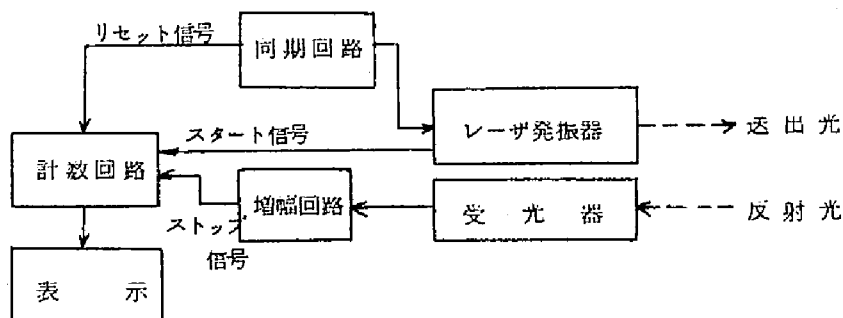 リセット信号
同期回路
レーザ発振器
送出光
スタート信号
計数回路
増幅回路
受光器
反射光
ストップ
信号
表示